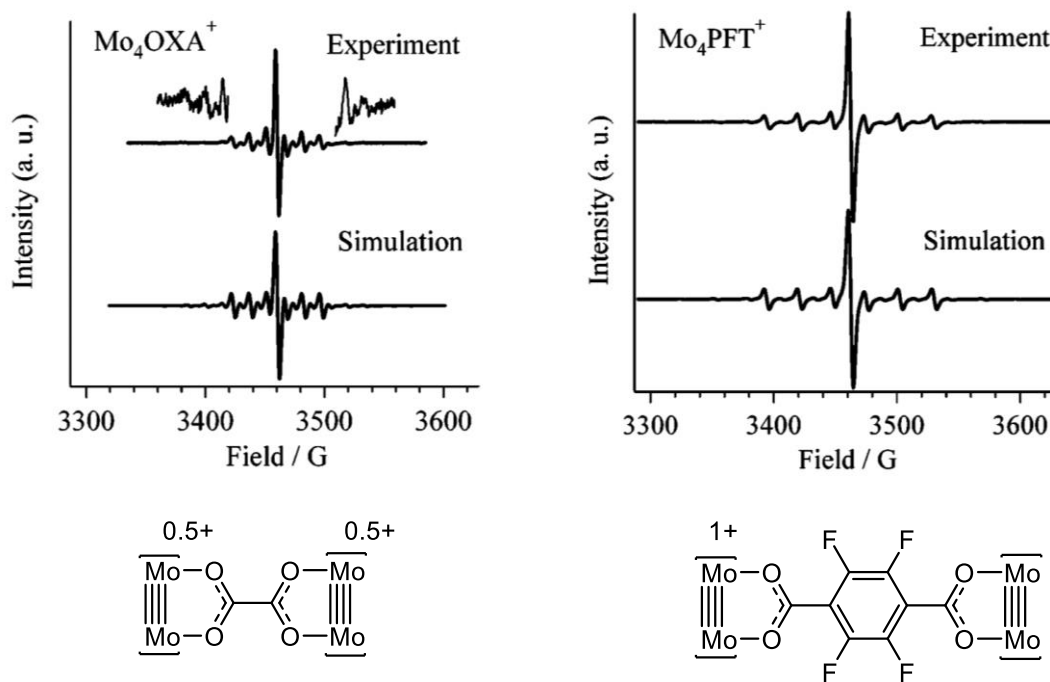 Mo₄OXA⁺
Experiment
Simulation
Intensity (a. u.)
3300 3400 3500 3600
Field / G
Mo₄PFT⁺
Experiment
Simulation
Intensity (a. u.)
3300 3400 3500 3600
Field / G
0.5+ 0.5+
Mo O O Mo
Mo O O Mo
1+
F F
Mo O O Mo
Mo O O Mo
F F